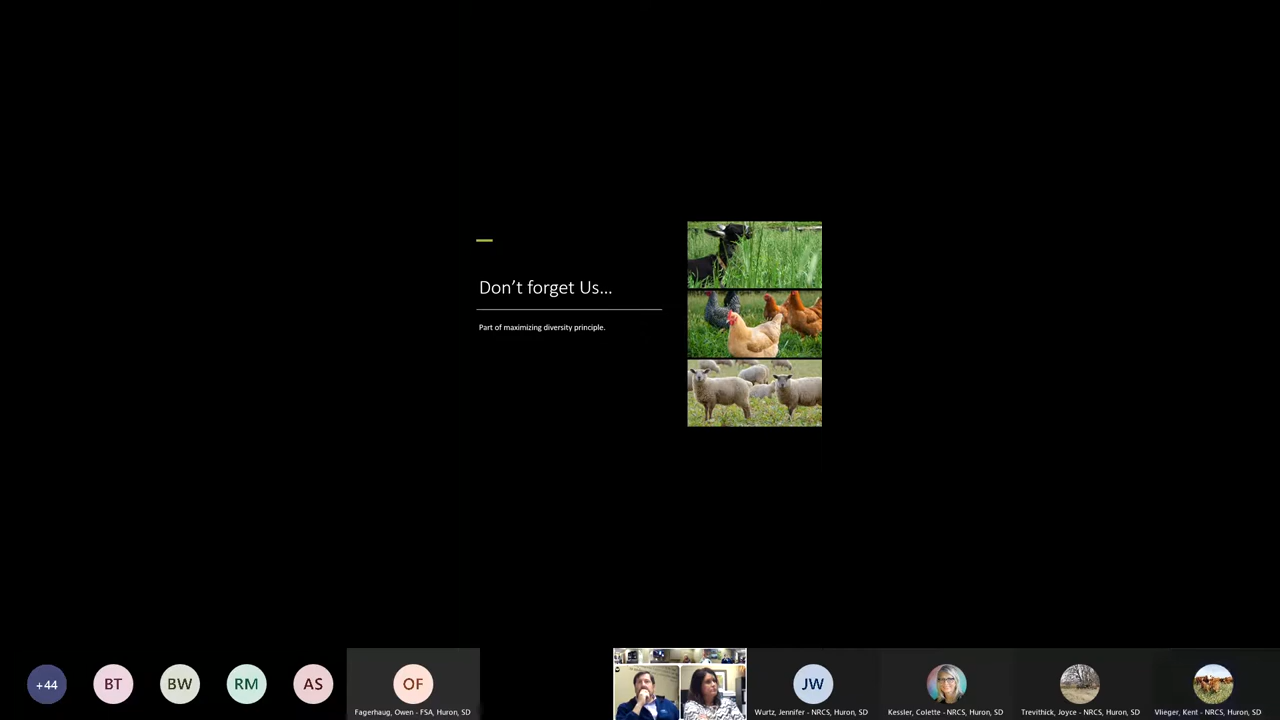 Don’t forget Us...
Part of maximizing diversity principle.
+44
BT
BW
RM
AS
OF
Fagerhaug, Owen - FSA, Huron, SD
JW
Wurtz, Jennifer - NRCS, Huron, SD
Kessler, Colette - NRCS, Huron, SD
Trevithick, Joyce - NRCS, Huron, SD
Vlieger, Kent - NRCS, Huron, SD